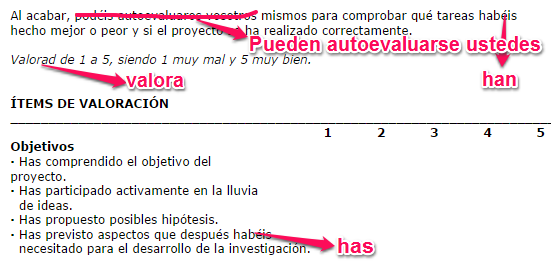 Al acabar, podéis autoevaluaros vosotros mismos para comprobar qué tareas habéis
hecho mejor o peor y si el proyecto ha realizado correctamente.
Pueden autoevaluarse ustedes
Valorad de 1 a 5, siendo 1 muy mal y 5 muy bien.
valora
han
ÍTEMS DE VALORACIÓN
1 2 3 4 5
Objetivos
· Has comprendido el objetivo del
proyecto.
· Has participado activamente en la lluvia
de ideas.
· Has propuesto posibles hipótesis.
· Has previsto aspectos que después habéis
necesitado para el desarrollo de la investigación.
has